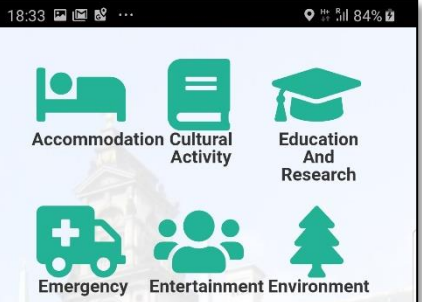 18:33 84%
Accommodation Cultural Activity Education And Research
Emergency Entertainment Environment